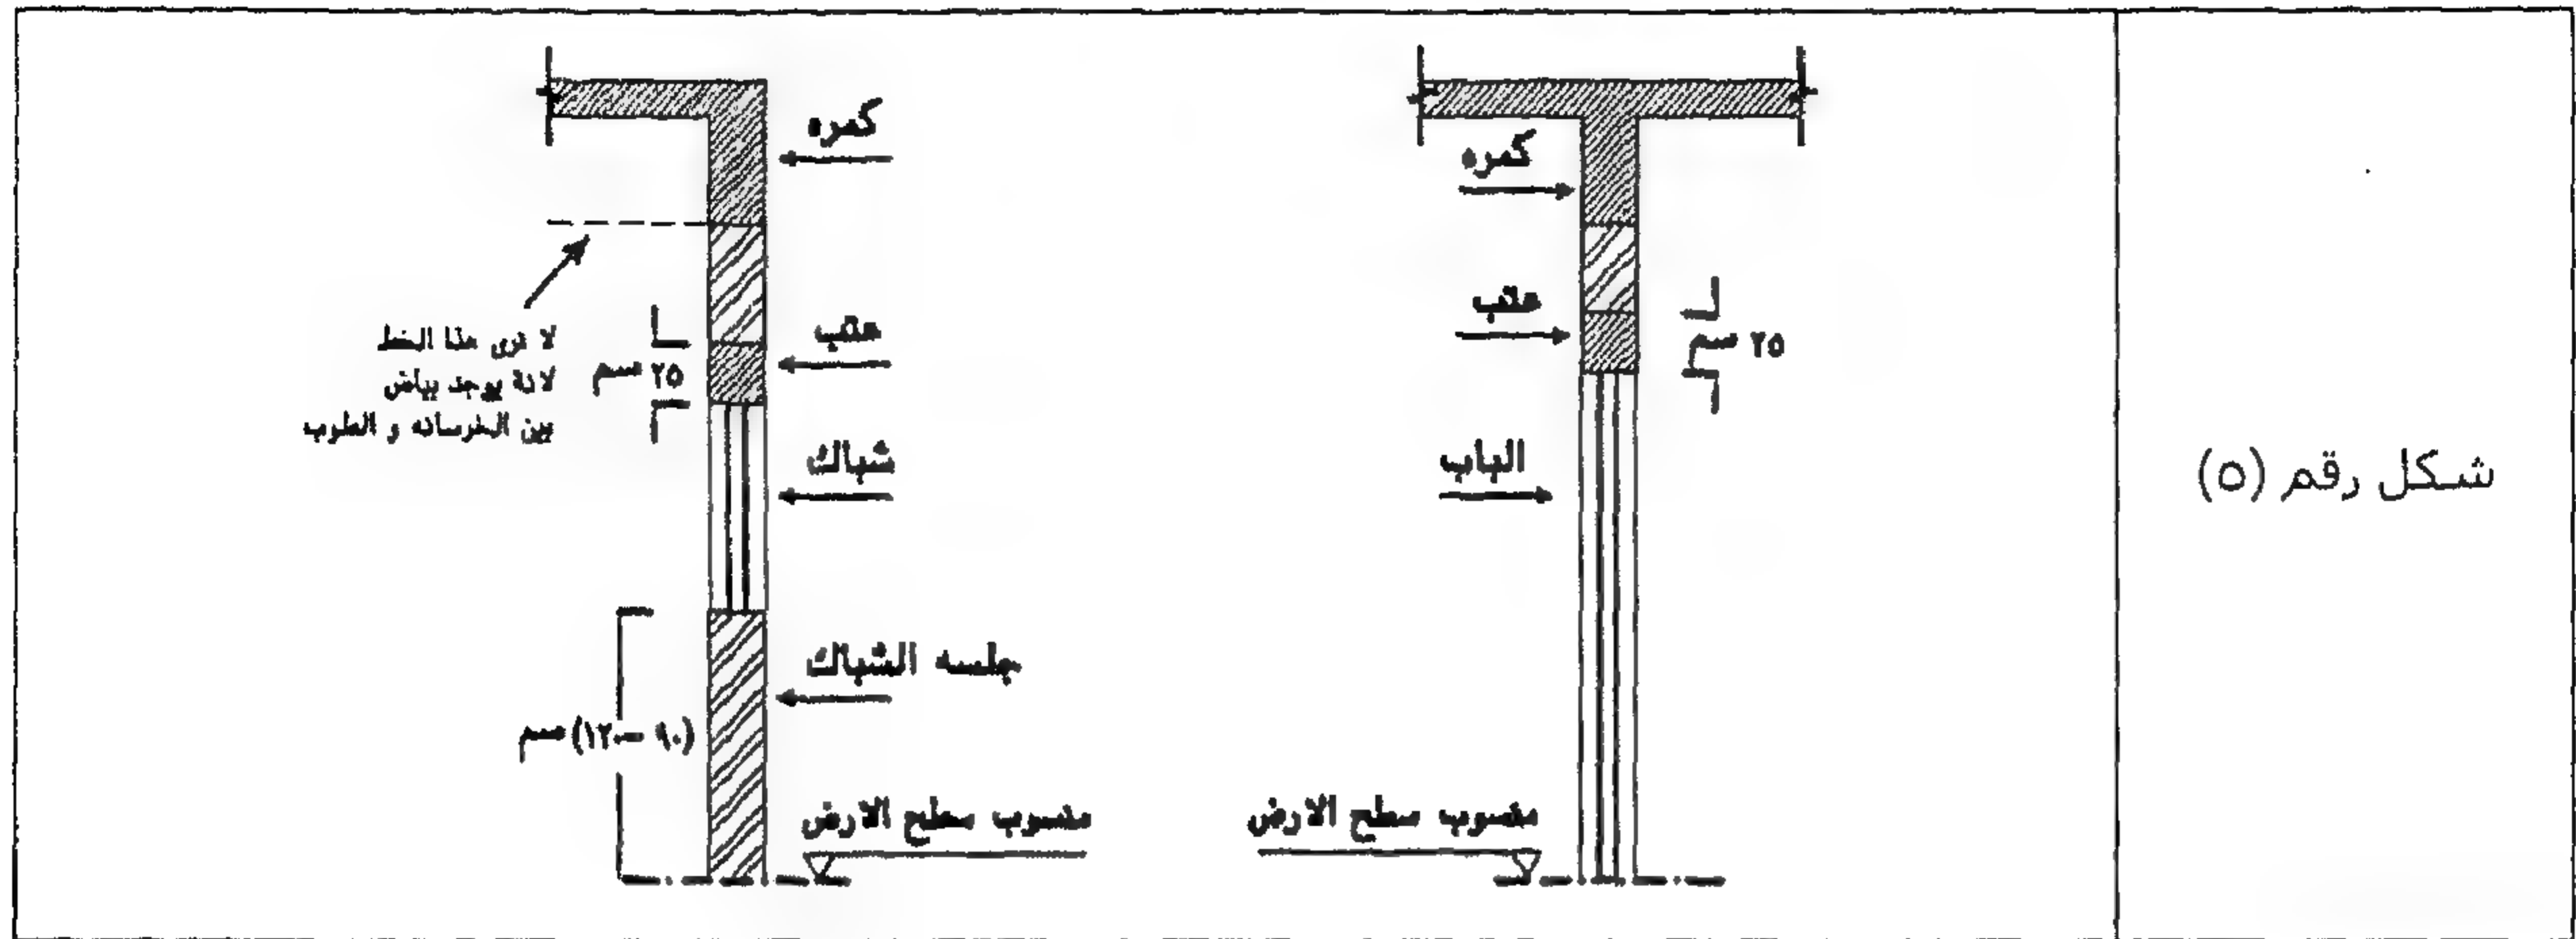 شكل رقم (٥)
كمره
عتب
٢٥ سم
الباب
منسوب سطح الارض
كمره
لا نرى هذا الخط
لانة يوجد بياض
بين الخرسانه و الطوب
عتب
٢٥ سم
شباك
جلسه الشباك
(٩٠ – ١٢٠) سم
منسوب سطح الارض